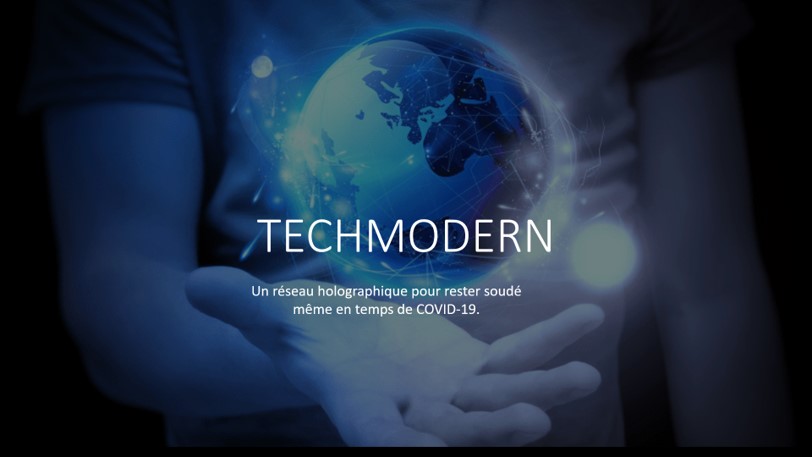 TECHMODERN
Un réseau holographique pour rester soudé
même en temps de COVID-19.